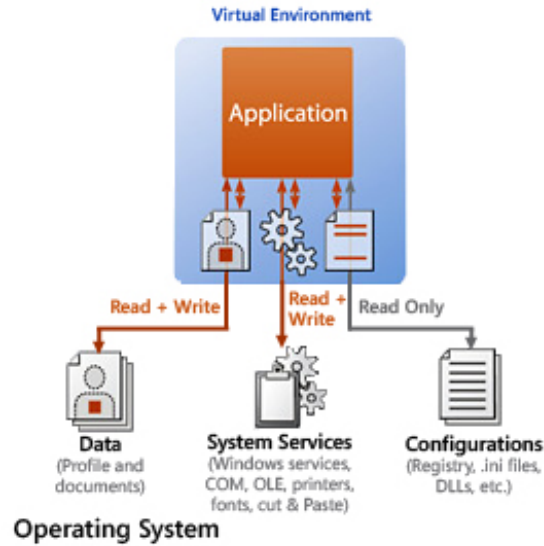 Virtual Environment
Application
Read + Write
Read +
Write
Read Only
Data
(Profile and
documents)
System Services
(Windows services,
COM, OLE, printers,
fonts, cut & Paste)
Configurations
(Registry, .ini files,
DLLs, etc.)
Operating System